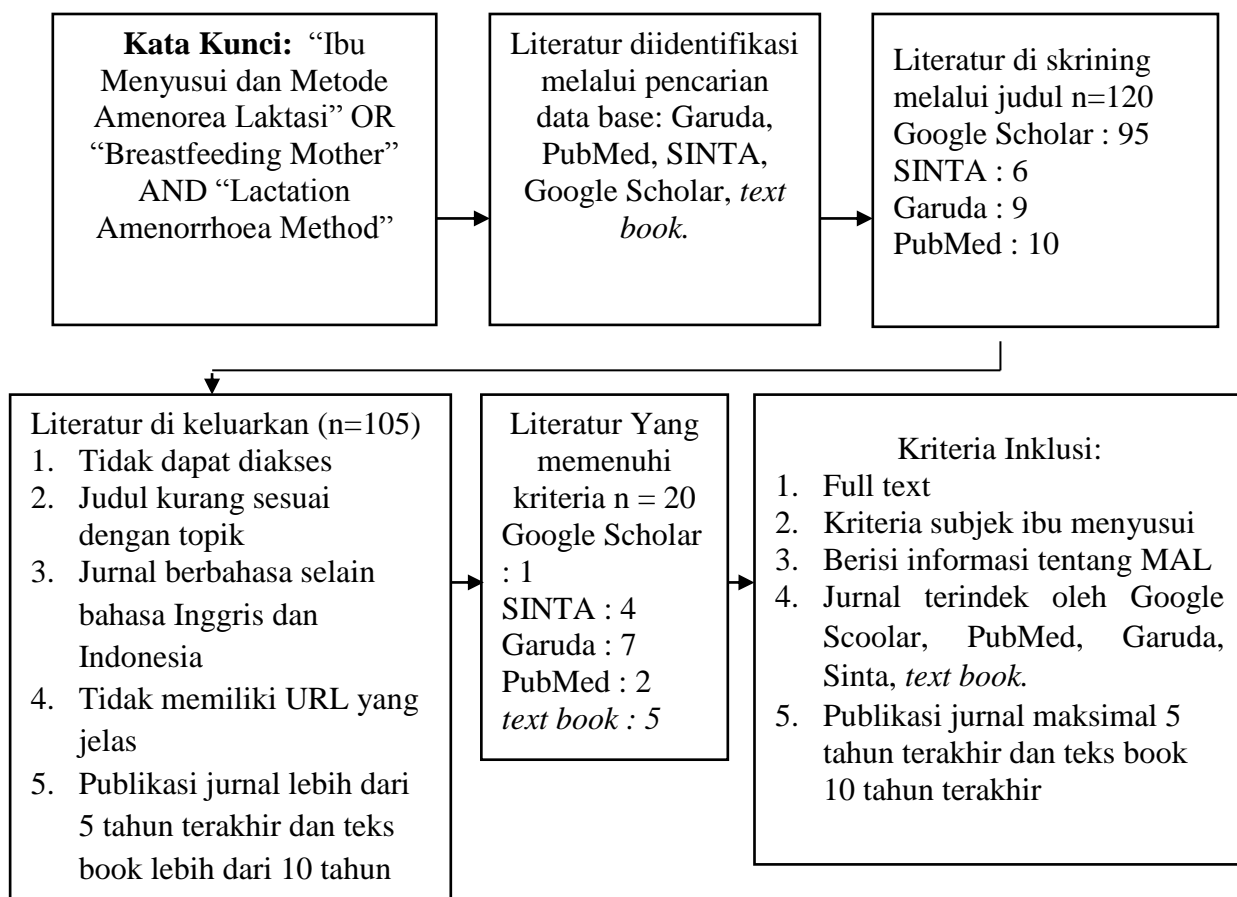 Kata Kunci: “Ibu
Menyusui dan Metode
Amenorea Laktasi” OR
“Breastfeeding Mother”
AND “Lactation
Amenorrhoea Method”
Literatur diidentifikasi
melalui pencarian
data base: Garuda,
PubMed, SINTA,
Google Scholar, text
book.
Literatur di skrining
melalui judul n=120
Google Scholar : 95
SINTA : 6
Garuda : 9
PubMed : 10
Literatur di keluarkan (n=105)
1. Tidak dapat diakses
2. Judul kurang sesuai
dengan topik
3. Jurnal berbahasa selain
bahasa Inggris dan
Indonesia
4. Tidak memiliki URL yang
jelas
5. Publikasi jurnal lebih dari
5 tahun terakhir dan teks
book lebih dari 10 tahun
Literatur Yang
memenuhi
kriteria n = 20
Google Scholar
: 1
SINTA : 4
Garuda : 7
PubMed : 2
text book : 5
Kriteria Inklusi:
1. Full text
2. Kriteria subjek ibu menyusui
3. Berisi informasi tentang MAL
4. Jurnal terindek oleh Google
Scoolar, PubMed, Garuda,
Sinta, text book.
5. Publikasi jurnal maksimal 5
tahun terakhir dan teks book
10 tahun terakhir